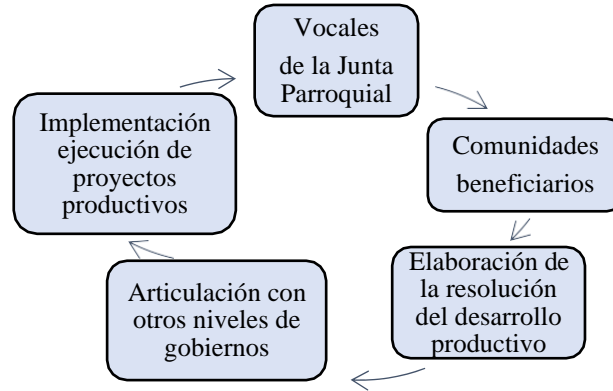 Vocales
de la Junta
Parroquial
Comunidades
beneficiarios
Elaboración de
la resolución
del desarrollo
productivo
Articulación con
otros niveles de
gobiernos
Implementación
ejecución de
proyectos
productivos